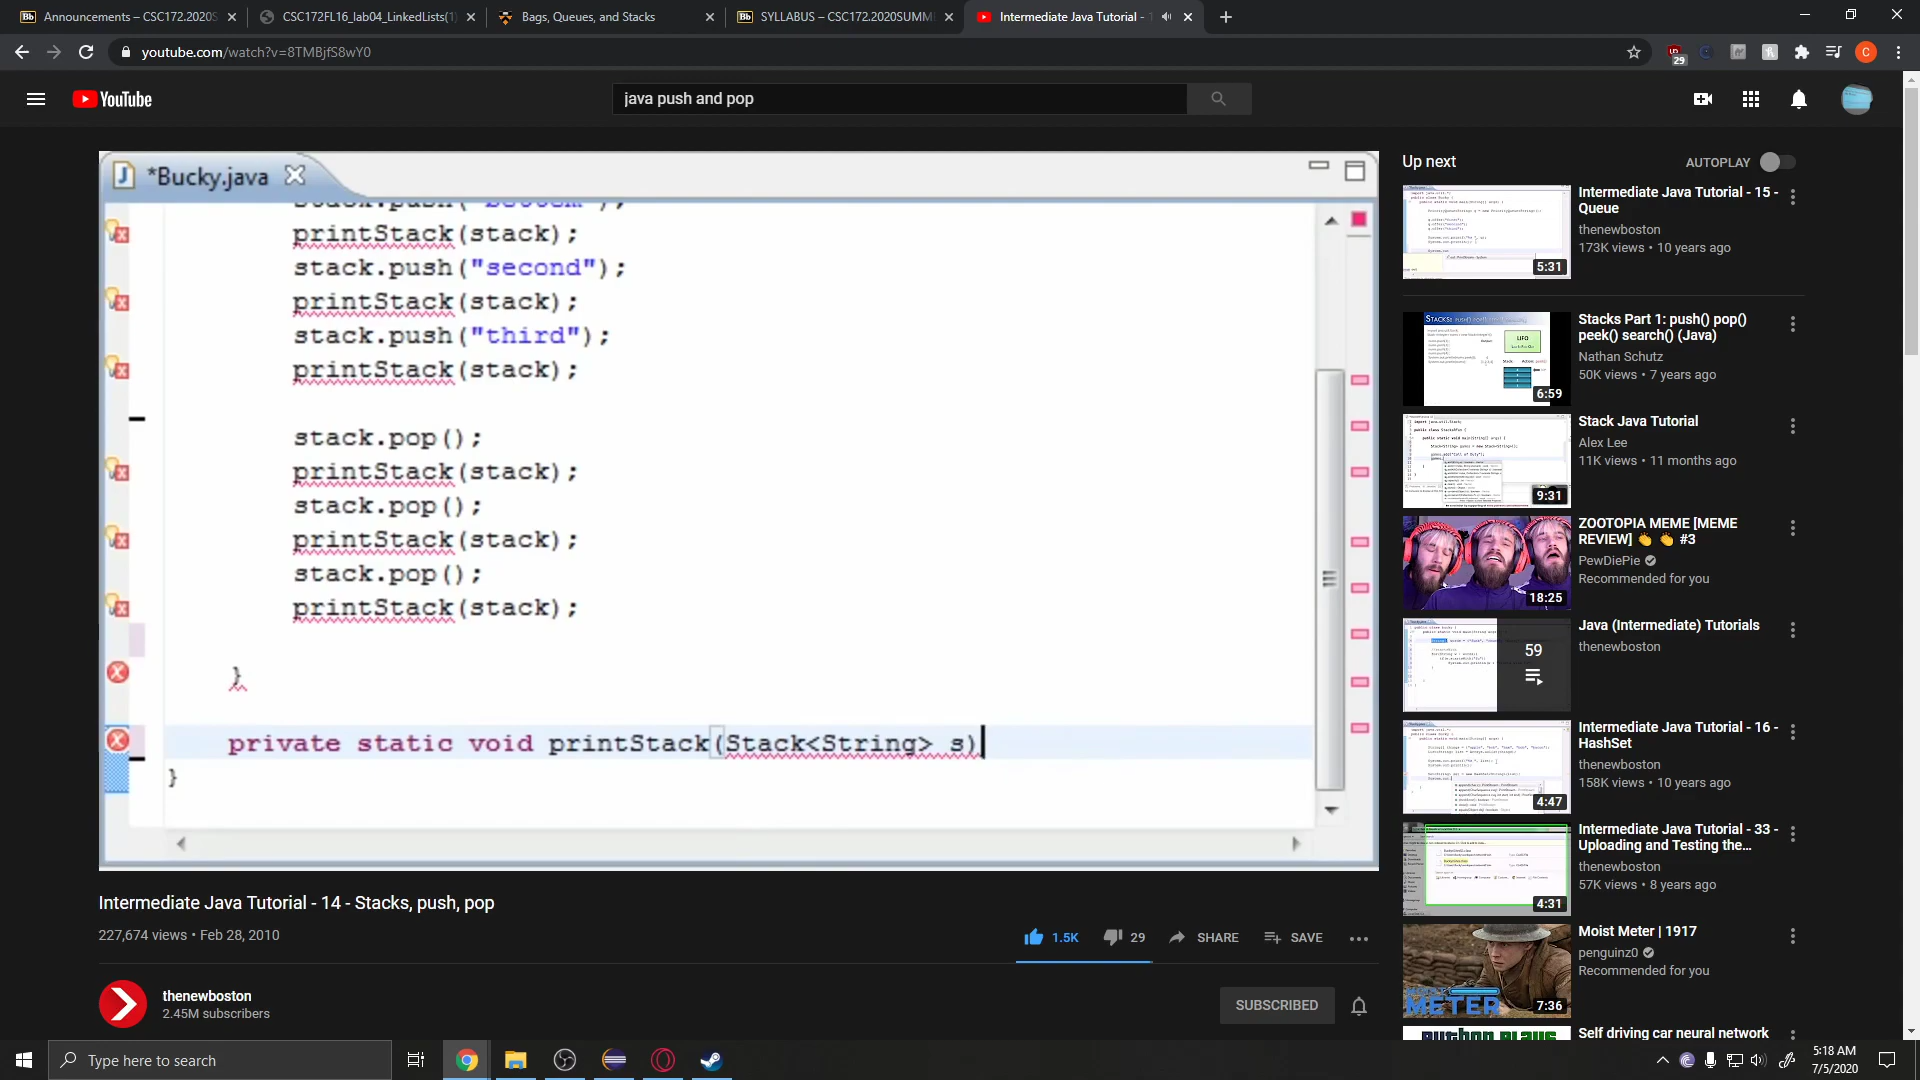 Announcements – CSC172.2020S
CSC172FL16_lab04_LinkedLists(1)
Bags, Queues, and Stacks
SYLLABUS – CSC172.2020SUMM
Intermediate Java Tutorial - 1
youtube.com/watch?v=8TMBjfS8wY0
29
C
YouTube
java push and pop
*Bucky.java
printStack(stack);
stack.push("second");
printStack(stack);
stack.push("third");
printStack(stack);
stack.pop();
printStack(stack);
stack.pop();
printStack(stack);
stack.pop();
printStack(stack);
}
private static void printStack(Stack<String> s)
}
Intermediate Java Tutorial - 14 - Stacks, push, pop
227,674 views • Feb 28, 2010
1.5K
29
SHARE
SAVE
thenewboston
2.45M subscribers
SUBSCRIBED
Up next
AUTOPLAY
5:31
Intermediate Java Tutorial - 15 -
Queue
thenewboston
173K views • 10 years ago
6:59
Stacks Part 1: push() pop()
peek() search() (Java)
Nathan Schutz
50K views • 7 years ago
9:31
Stack Java Tutorial
Alex Lee
11K views • 11 months ago
18:25
ZOOTOPIA MEME [MEME
REVIEW] 👏 👏 #3
PewDiePie
Recommended for you
59
Java (Intermediate) Tutorials
thenewboston
4:47
Intermediate Java Tutorial - 16 -
HashSet
thenewboston
158K views • 10 years ago
4:31
Intermediate Java Tutorial - 33 -
Uploading and Testing the...
thenewboston
57K views • 8 years ago
METER
7:36
Moist Meter | 1917
penguinz0
Recommended for you
Self driving car neural network
Type here to search
5:18 AM
7/5/2020